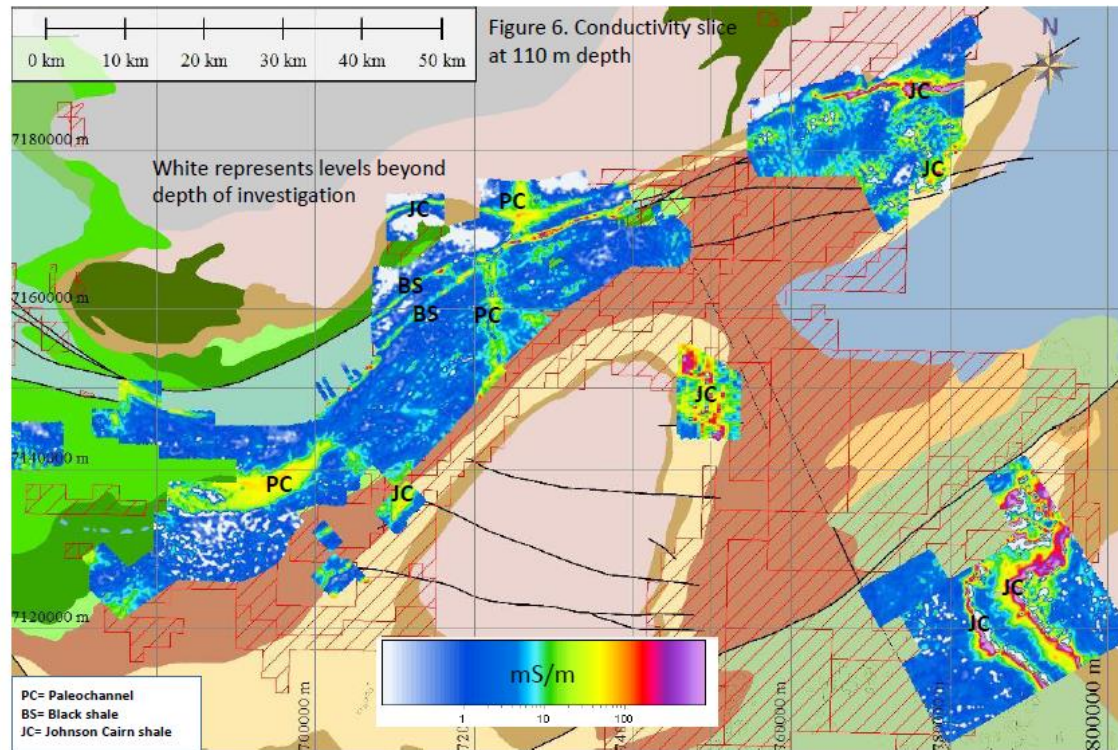 Figure 6. Conductivity slice
at 110 m depth
N
0 km 10 km 20 km 30 km 40 km 50 km
JC
7180000 m
White represents levels beyond
depth of investigation
JC
JC
PC
7160000 m
BS
BS
PC
JC
7140000 m
PC
JC
JC
7120000 m
JC
mS/m
1 10 100
PC= Paleochannel
BS= Black shale
JC= Johnson Cairn shale